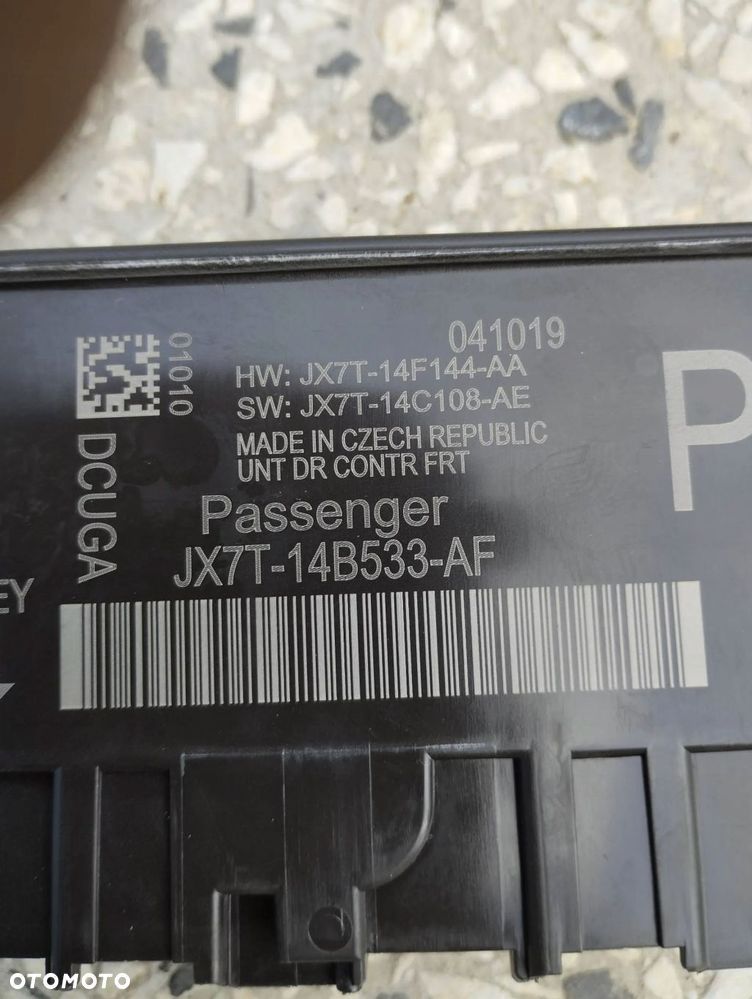 041019
01010
HW: JX7T-14F144-AA
SW: JX7T-14C108-AE
MADE IN CZECH REPUBLIC
UNT DR CONTR FRT
P
DCUGA
Passenger
JX7T-14B533-AF
EY
OTOMOTO